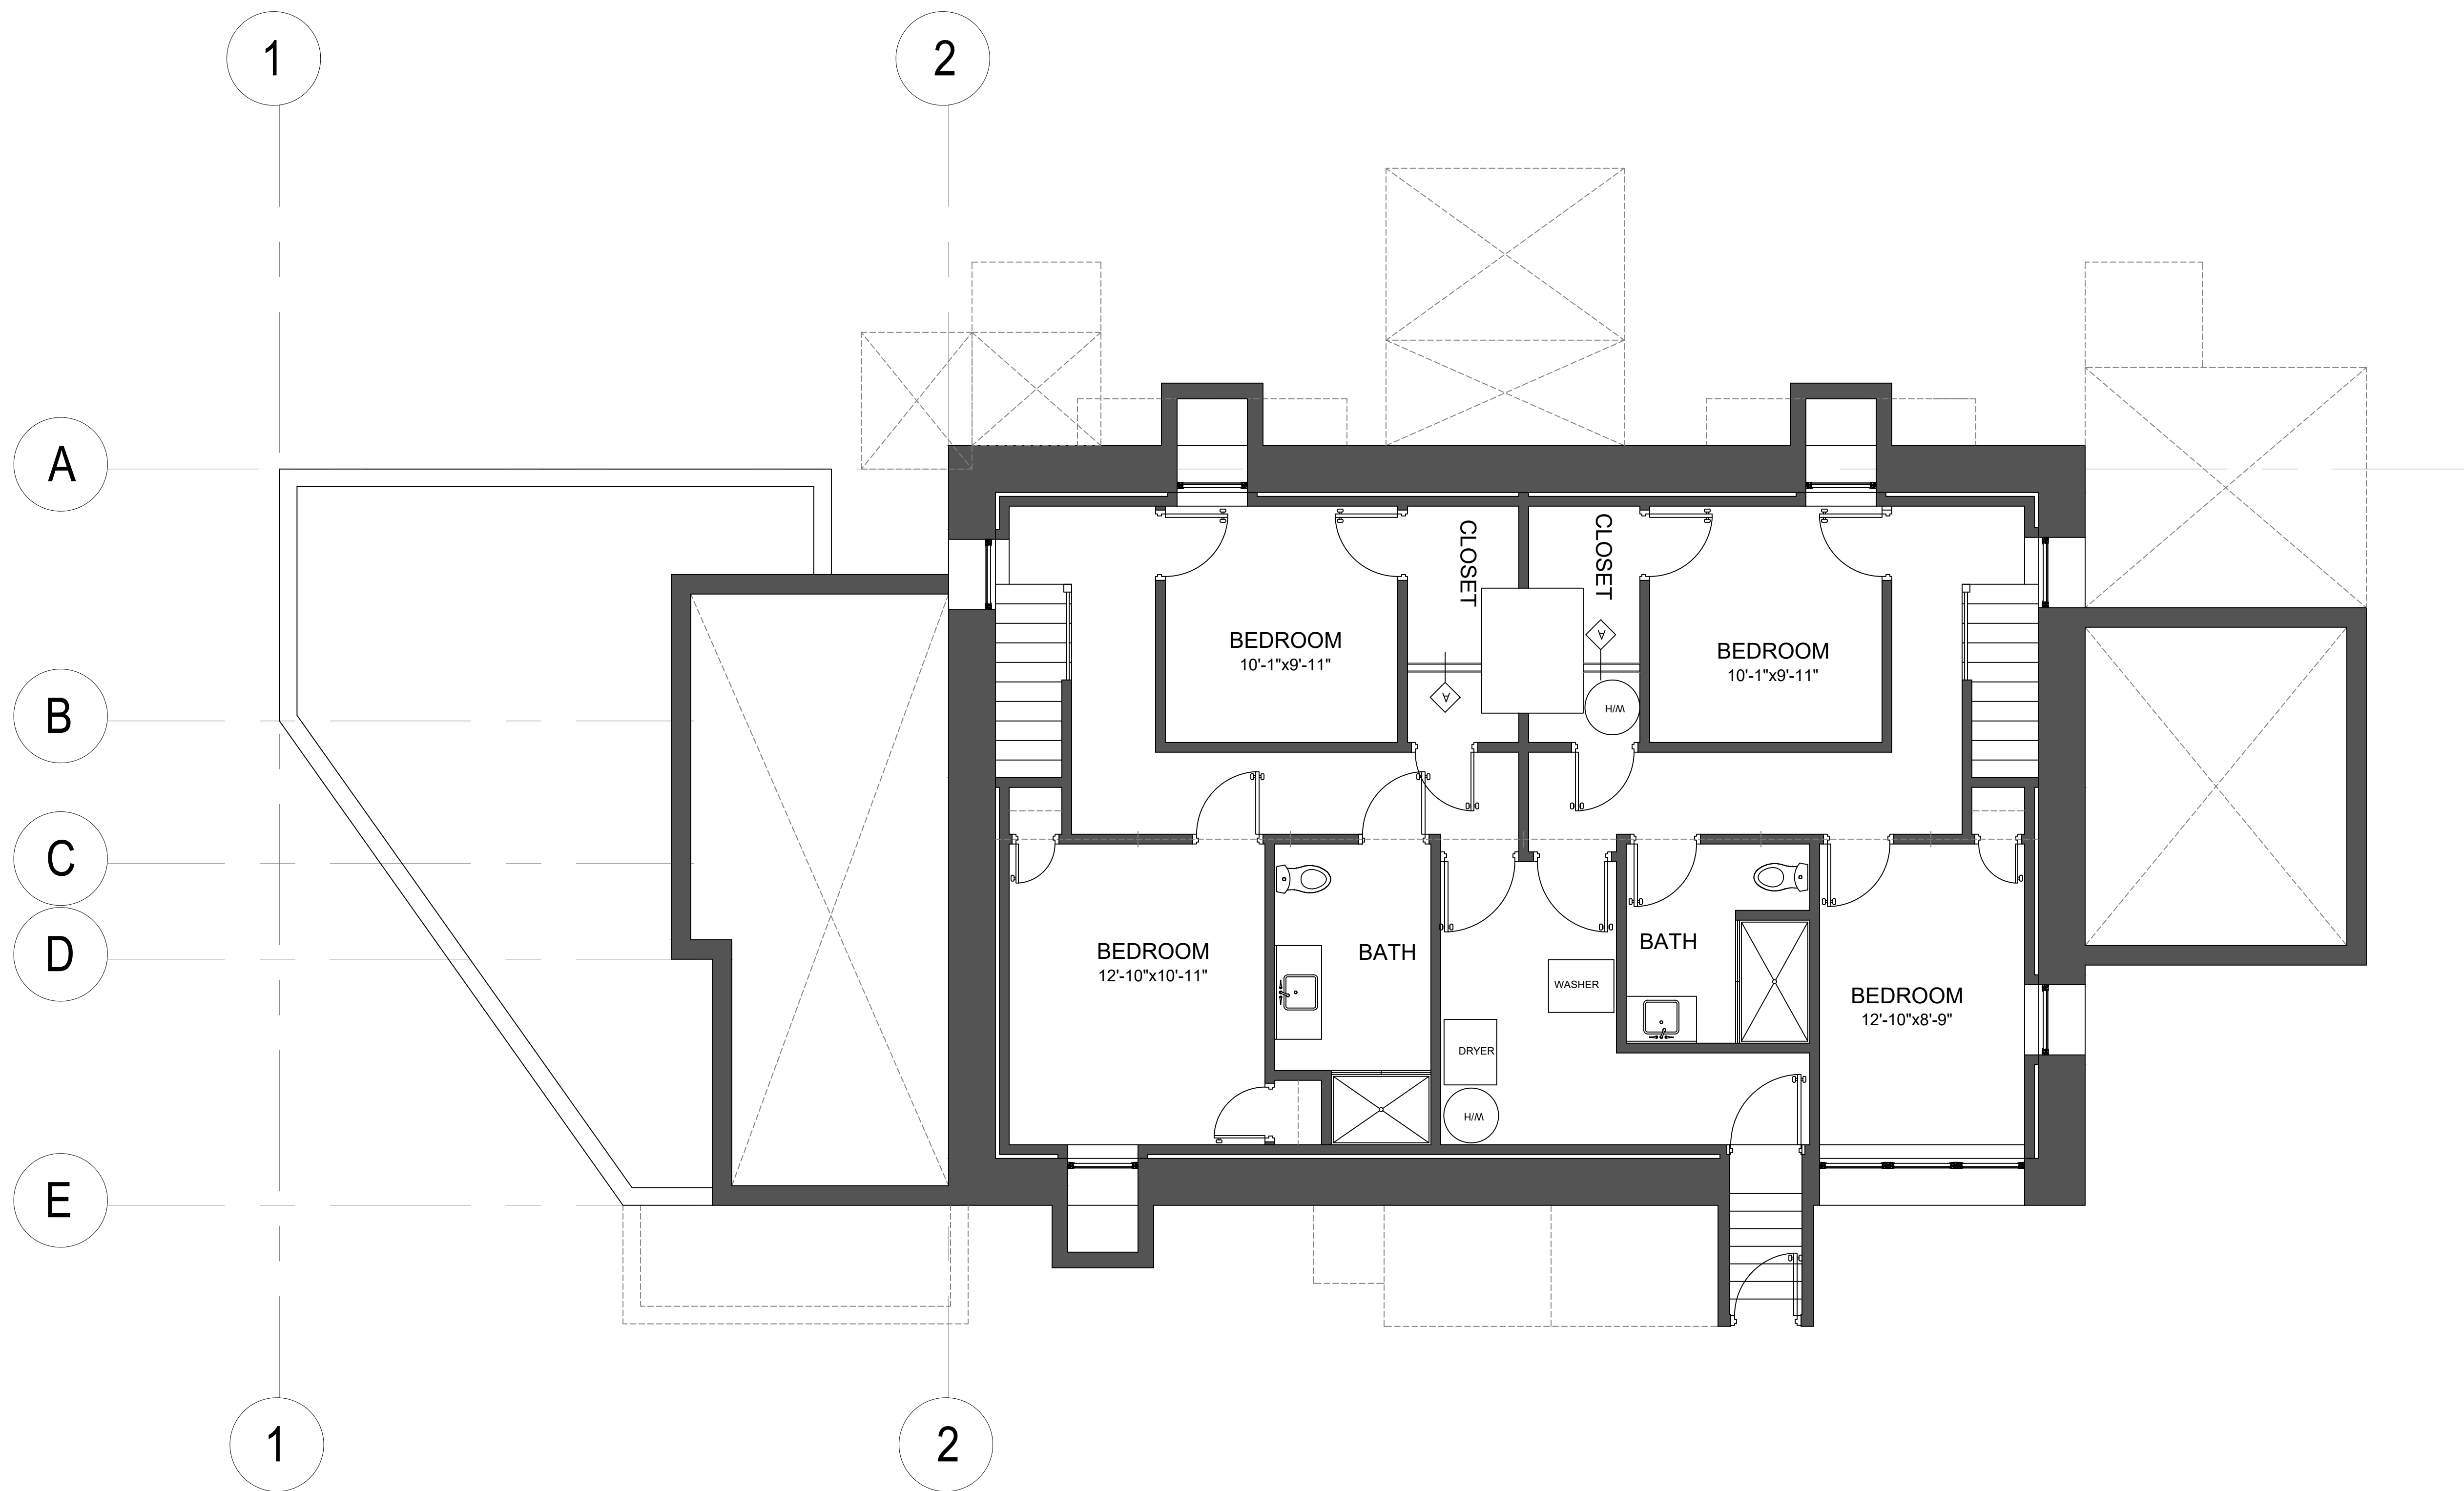 1
2
A
B
C
D
E
CLOSET
CLOSET
A
A
BEDROOM
10'-1"x9'-11"
BEDROOM
10'-1"x9'-11"
W/H
BEDROOM
12'-10"x10'-11"
BATH
BATH
WASHER
DRYER
W/H
BEDROOM
12'-10"x8'-9"
1
2